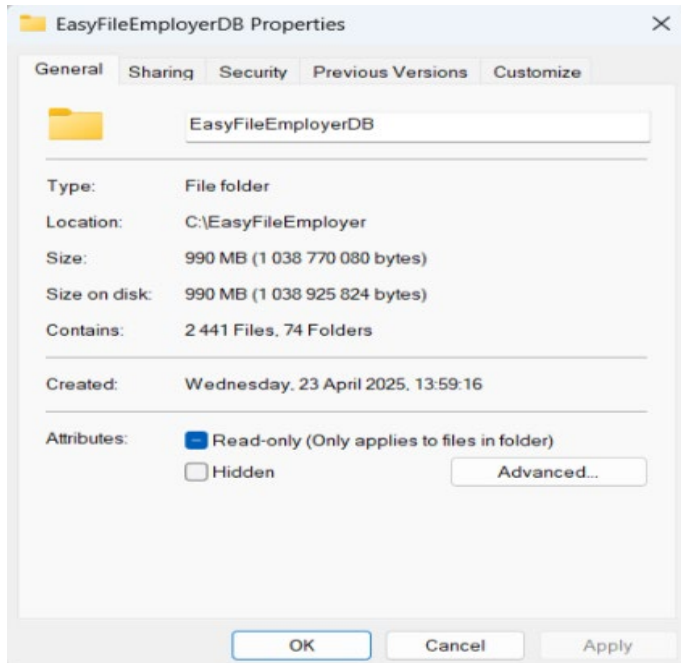 EasyFileEmployerDB Properties
General Sharing Security Previous Versions Customize
EasyFileEmployerDB
Type: File folder
Location: C:\EasyFileEmployer
Size: 990 MB (1 038 770 080 bytes)
Size on disk: 990 MB (1 038 925 824 bytes)
Contains: 2 441 Files, 74 Folders
Created: Wednesday, 23 April 2025, 13:59:16
Attributes: Read-only (Only applies to files in folder)
Hidden Advanced...
OK Cancel Apply